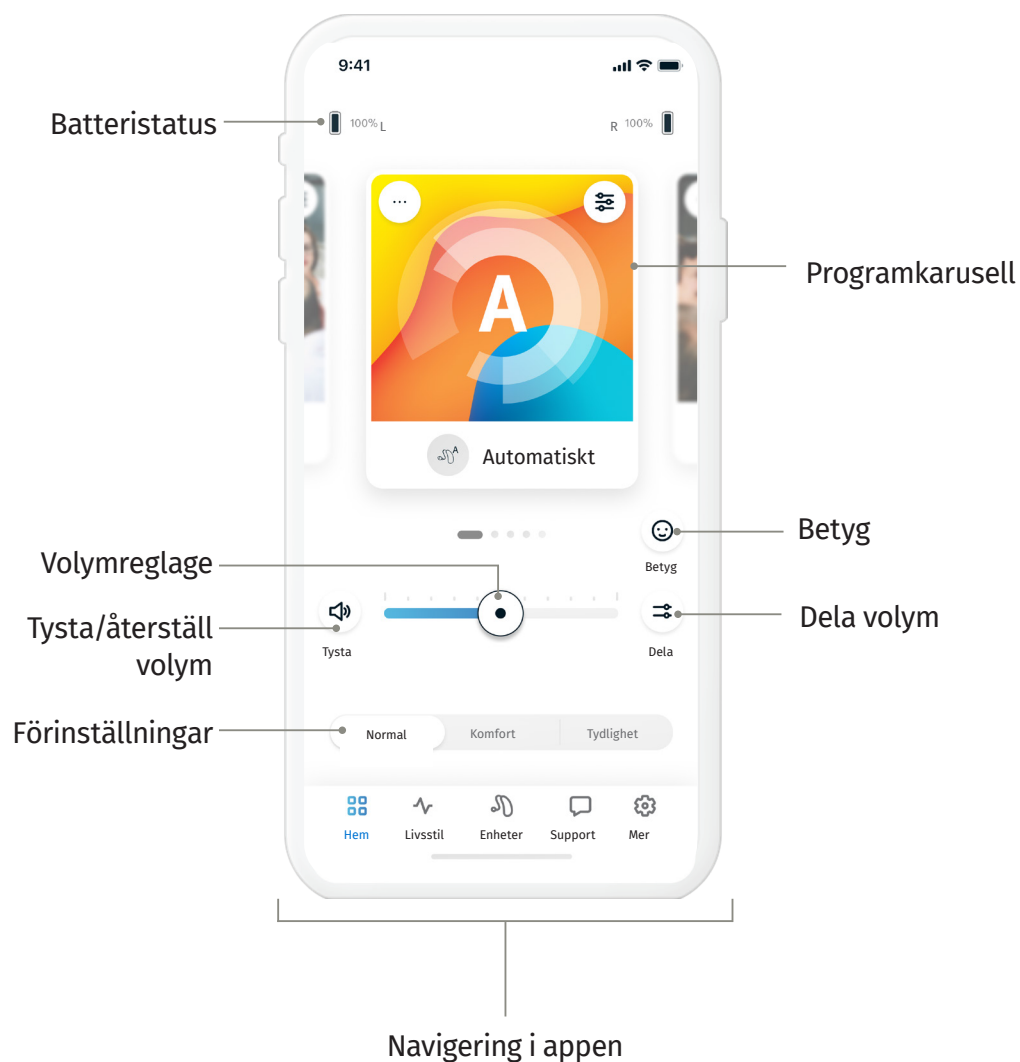 9:41
Batteristatus
100% L
R 100%
...
A
Programkarusell
A
Automatiskt
Betyg
Betyg
Volymreglage
Tysta/återställ
volym
Tysta
Dela volym
Dela
Förinställningar
Normal Komfort Tydlighet
Hem Livsstil Enheter Support Mer
Navigering i appen